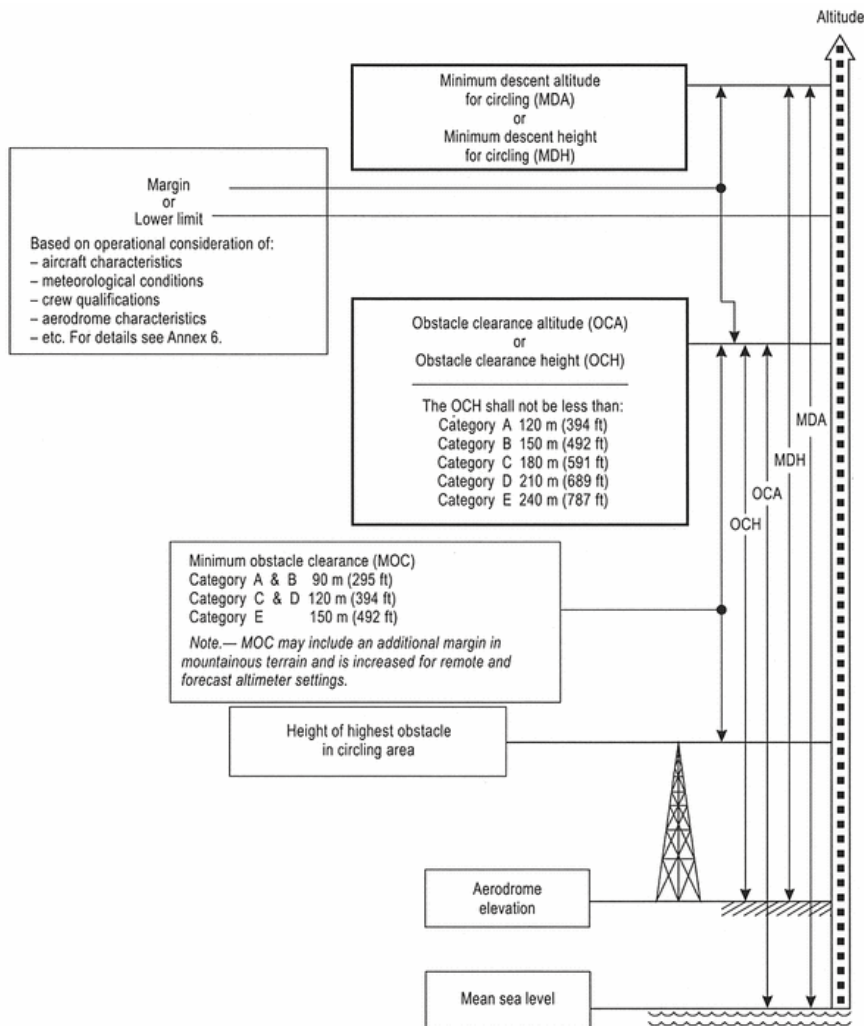 Altitude
Minimum descent altitude
for circling (MDA)
or
Minimum descent height
for circling (MDH)
Margin
or
Lower limit
Based on operational consideration of:
– aircraft characteristics
– meteorological conditions
– crew qualifications
– aerodrome characteristics
– etc. For details see Annex 6.
Obstacle clearance altitude (OCA)
or
Obstacle clearance height (OCH)
The OCH shall not be less than:
Category A 120 m (394 ft)
Category B 150 m (492 ft)
Category C 180 m (591 ft)
Category D 210 m (689 ft)
Category E 240 m (787 ft)
MDA
MDH
OCA
OCH
Minimum obstacle clearance (MOC)
Category A & B 90 m (295 ft)
Category C & D 120 m (394 ft)
Category E 150 m (492 ft)
Note.— MOC may include an additional margin in
mountainous terrain and is increased for remote and
forecast altimeter settings.
Height of highest obstacle
in circling area
Aerodrome
elevation
Mean sea level